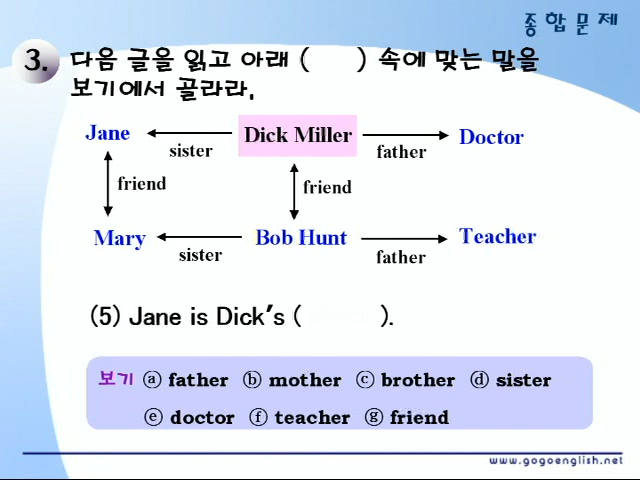 종합문제
3. 다음 글을 읽고 아래 (    ) 속에 맞는 말을
보기에서 골라라.
Jane
sister
Dick Miller
father
Doctor
friend
friend
Mary
sister
Bob Hunt
father
Teacher
(5) Jane is Dick's (        ).
보기 ⓐ father ⓑ mother ⓒ brother ⓓ sister
ⓔ doctor ⓕ teacher ⓖ friend
www.gogoenglish.net